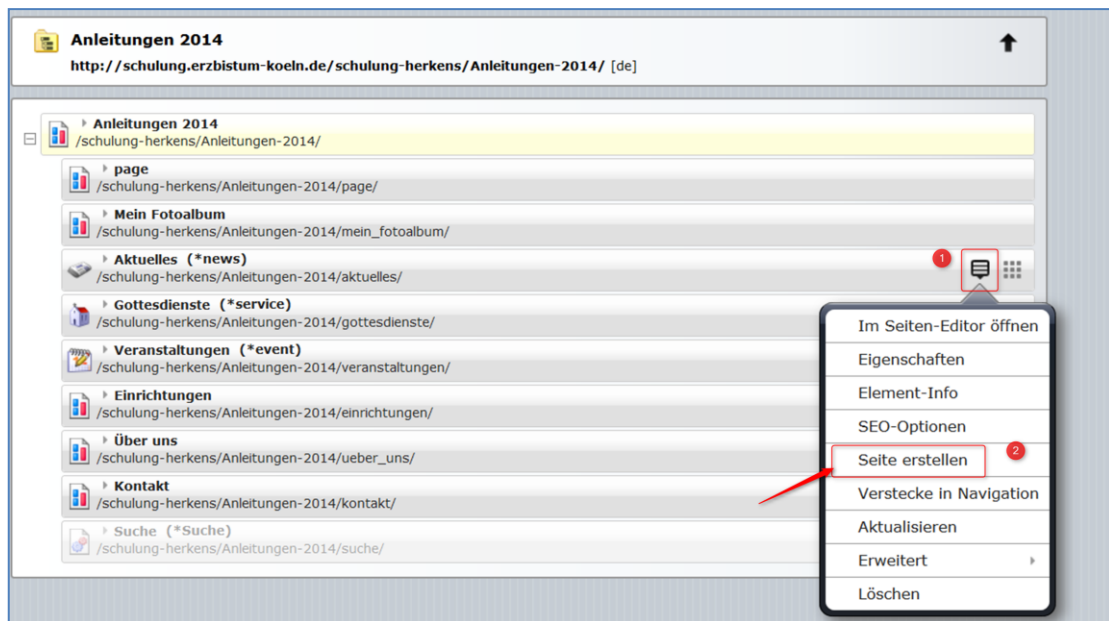 Anleitungen 2014
http://schulung.erzbistum-koeln.de/schulung-herkens/Anleitungen-2014/ [de]
Anleitungen 2014
/schulung-herkens/Anleitungen-2014/
page
/schulung-herkens/Anleitungen-2014/page/
Mein Fotoalbum
/schulung-herkens/Anleitungen-2014/mein_fotoalbum/
Aktuelles (*news)
/schulung-herkens/Anleitungen-2014/aktuelles/
1
Gottesdienste (*service)
/schulung-herkens/Anleitungen-2014/gottesdienste/
Veranstaltungen (*event)
/schulung-herkens/Anleitungen-2014/veranstaltungen/
Einrichtungen
/schulung-herkens/Anleitungen-2014/einrichtungen/
Über uns
/schulung-herkens/Anleitungen-2014/ueber_uns/
Kontakt
/schulung-herkens/Anleitungen-2014/kontakt/
Suche (*Suche)
/schulung-herkens/Anleitungen-2014/suche/
Im Seiten-Editor öffnen
Eigenschaften
Element-Info
SEO-Optionen
Seite erstellen
2
Verstecke in Navigation
Aktualisieren
Erweitert
Löschen